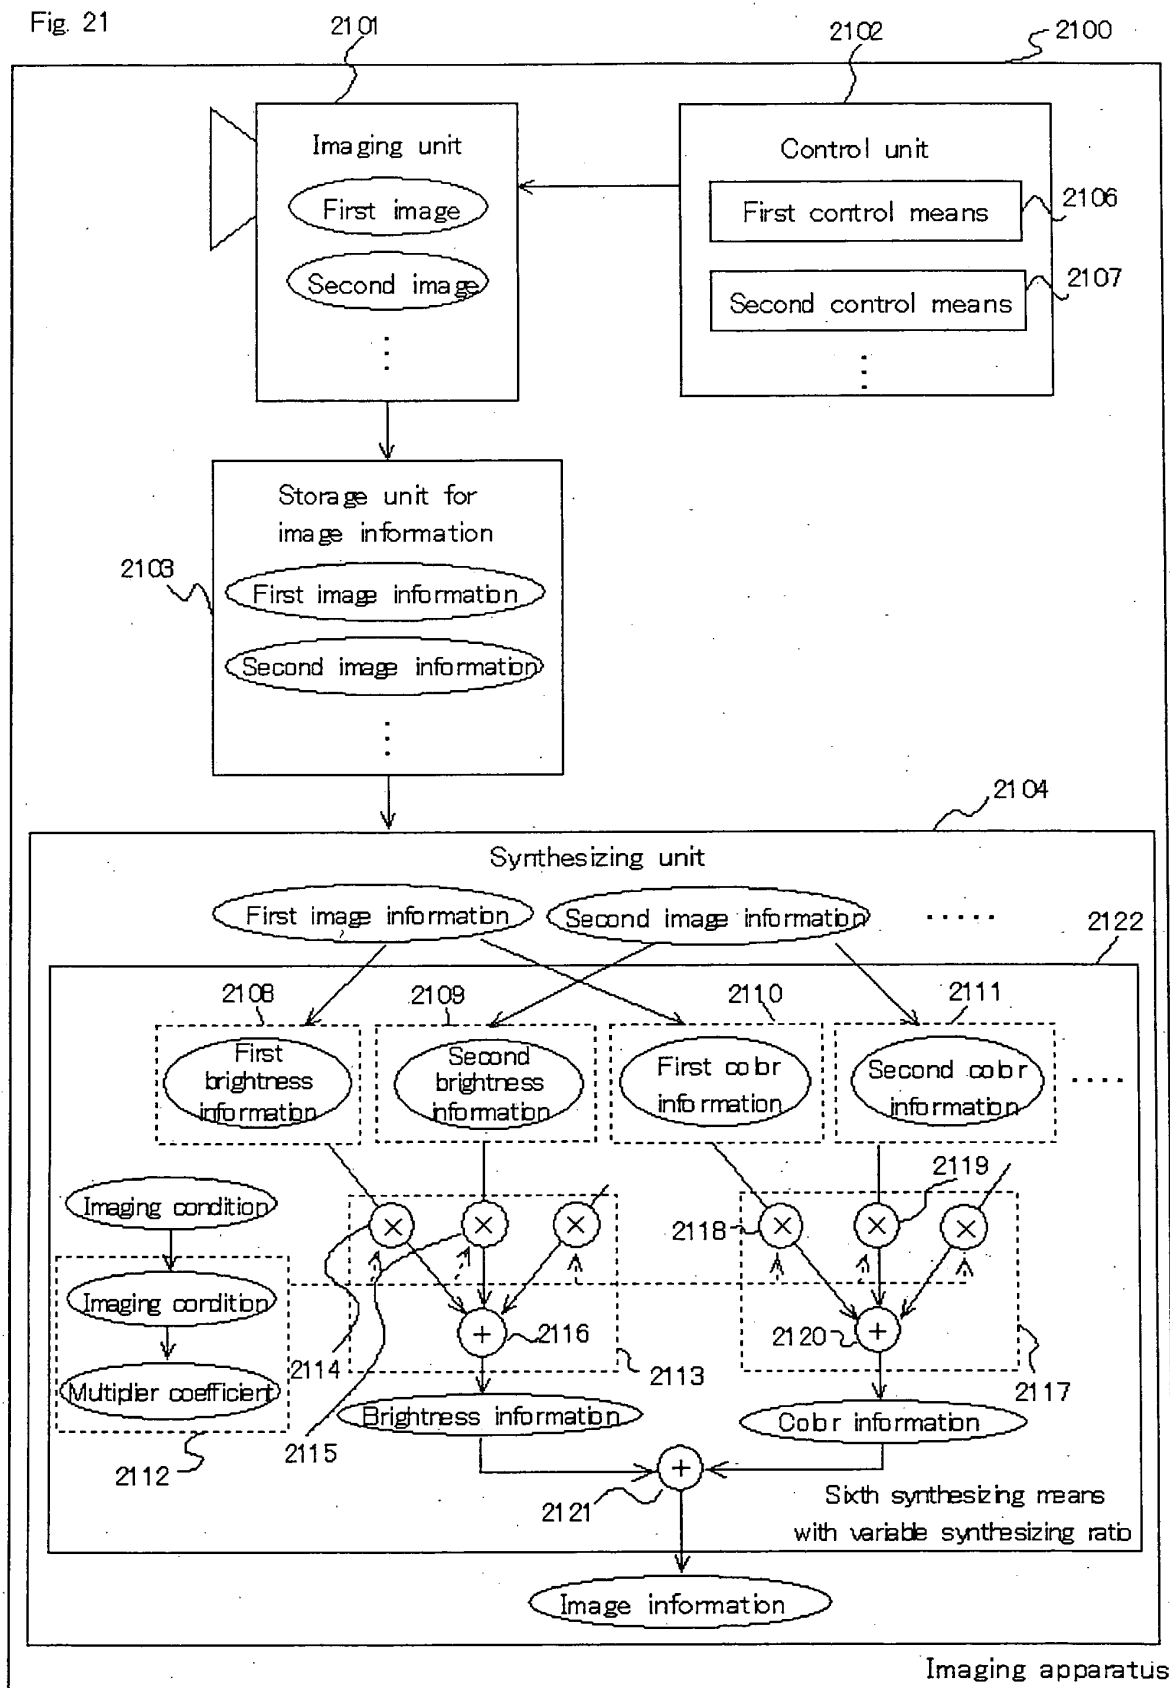 Fig. 21
2101
2102
2100
Imaging unit
First image
Second image
Control unit
First control means
2106
Second control means
2107
Storage unit for
image information
2103
First image information
Second image information
2104
Synthesizing unit
First image information
Second image information
2122
2108
2109
2110
2111
First
brightness
information
Second
brightness
information
First color
information
Second color
information
Imaging condition
2118
2119
Imaging condition
2114
2116
2113
2120
2117
Multiplier coefficient
2112
2115
Brightness information
Color information
2121
Sixth synthesizing means
with variable synthesizing ratio
Image information
Imaging apparatus